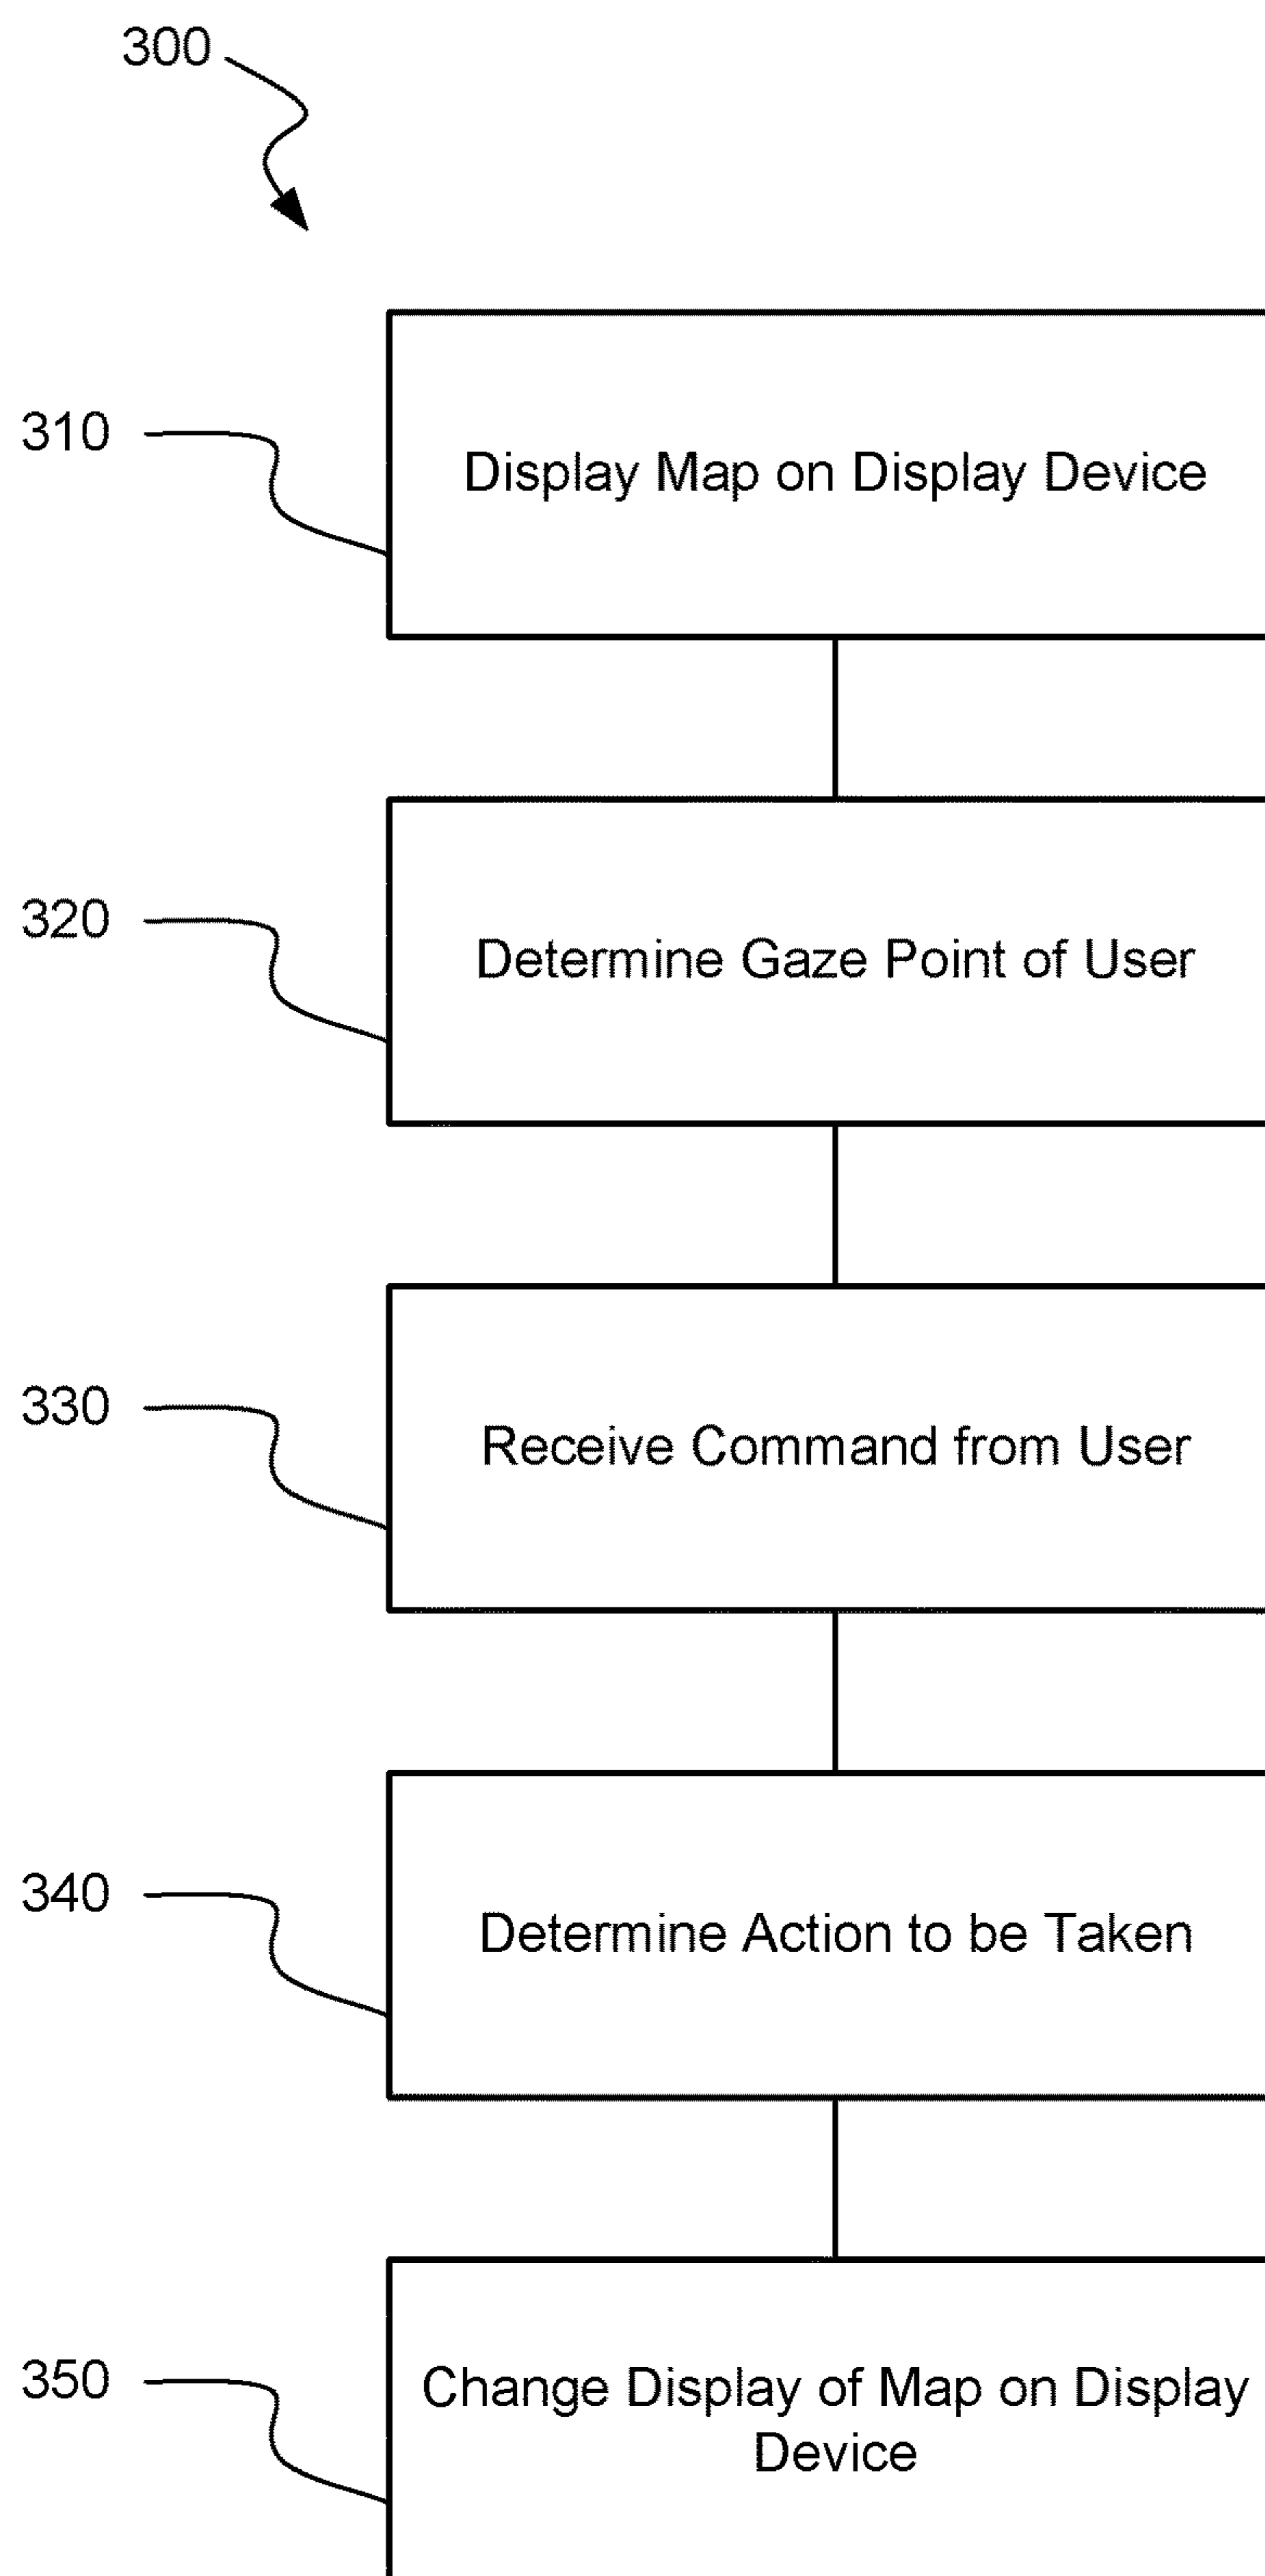 300
310
Display Map on Display Device
320
Determine Gaze Point of User
330
Receive Command from User
340
Determine Action to be Taken
350
Change Display of Map on Display
Device